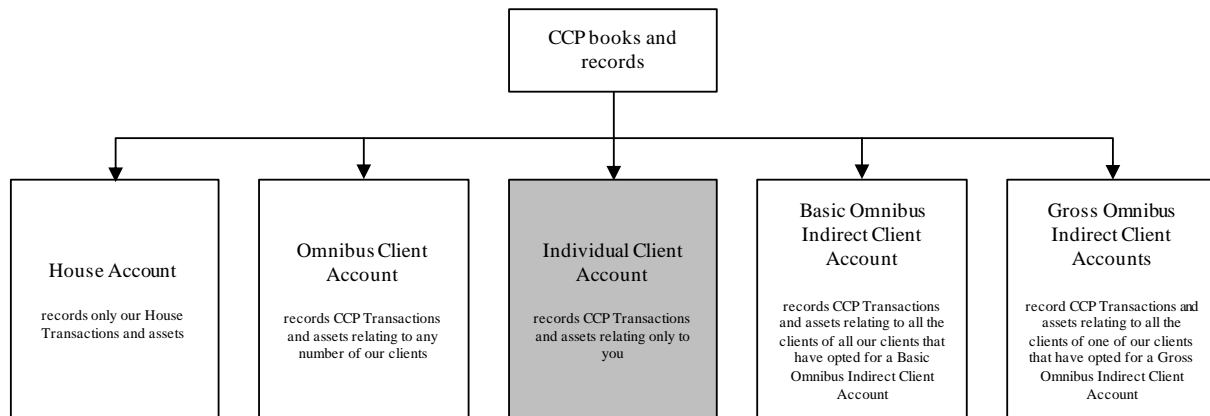 CCP books and
records
House Account
records only our House
Transactions and assets
Omnibus Client
Account
records CCP Transactions
and assets relating to any
number of our clients
Individual Client
Account
records CCP Transactions
and assets relating only to
you
Basic Omnibus
Indirect Client
Account
records CCP Transactions
and assets relating to all the
clients of all our clients that
have opted for a Basic
Omnibus Indirect Client
Account
Gross Omnibus
Indirect Client
Accounts
record CCP Transactions and
assets relating to all the
clients of one of our clients
that have opted for a Gross
Omnibus Indirect Client
Account